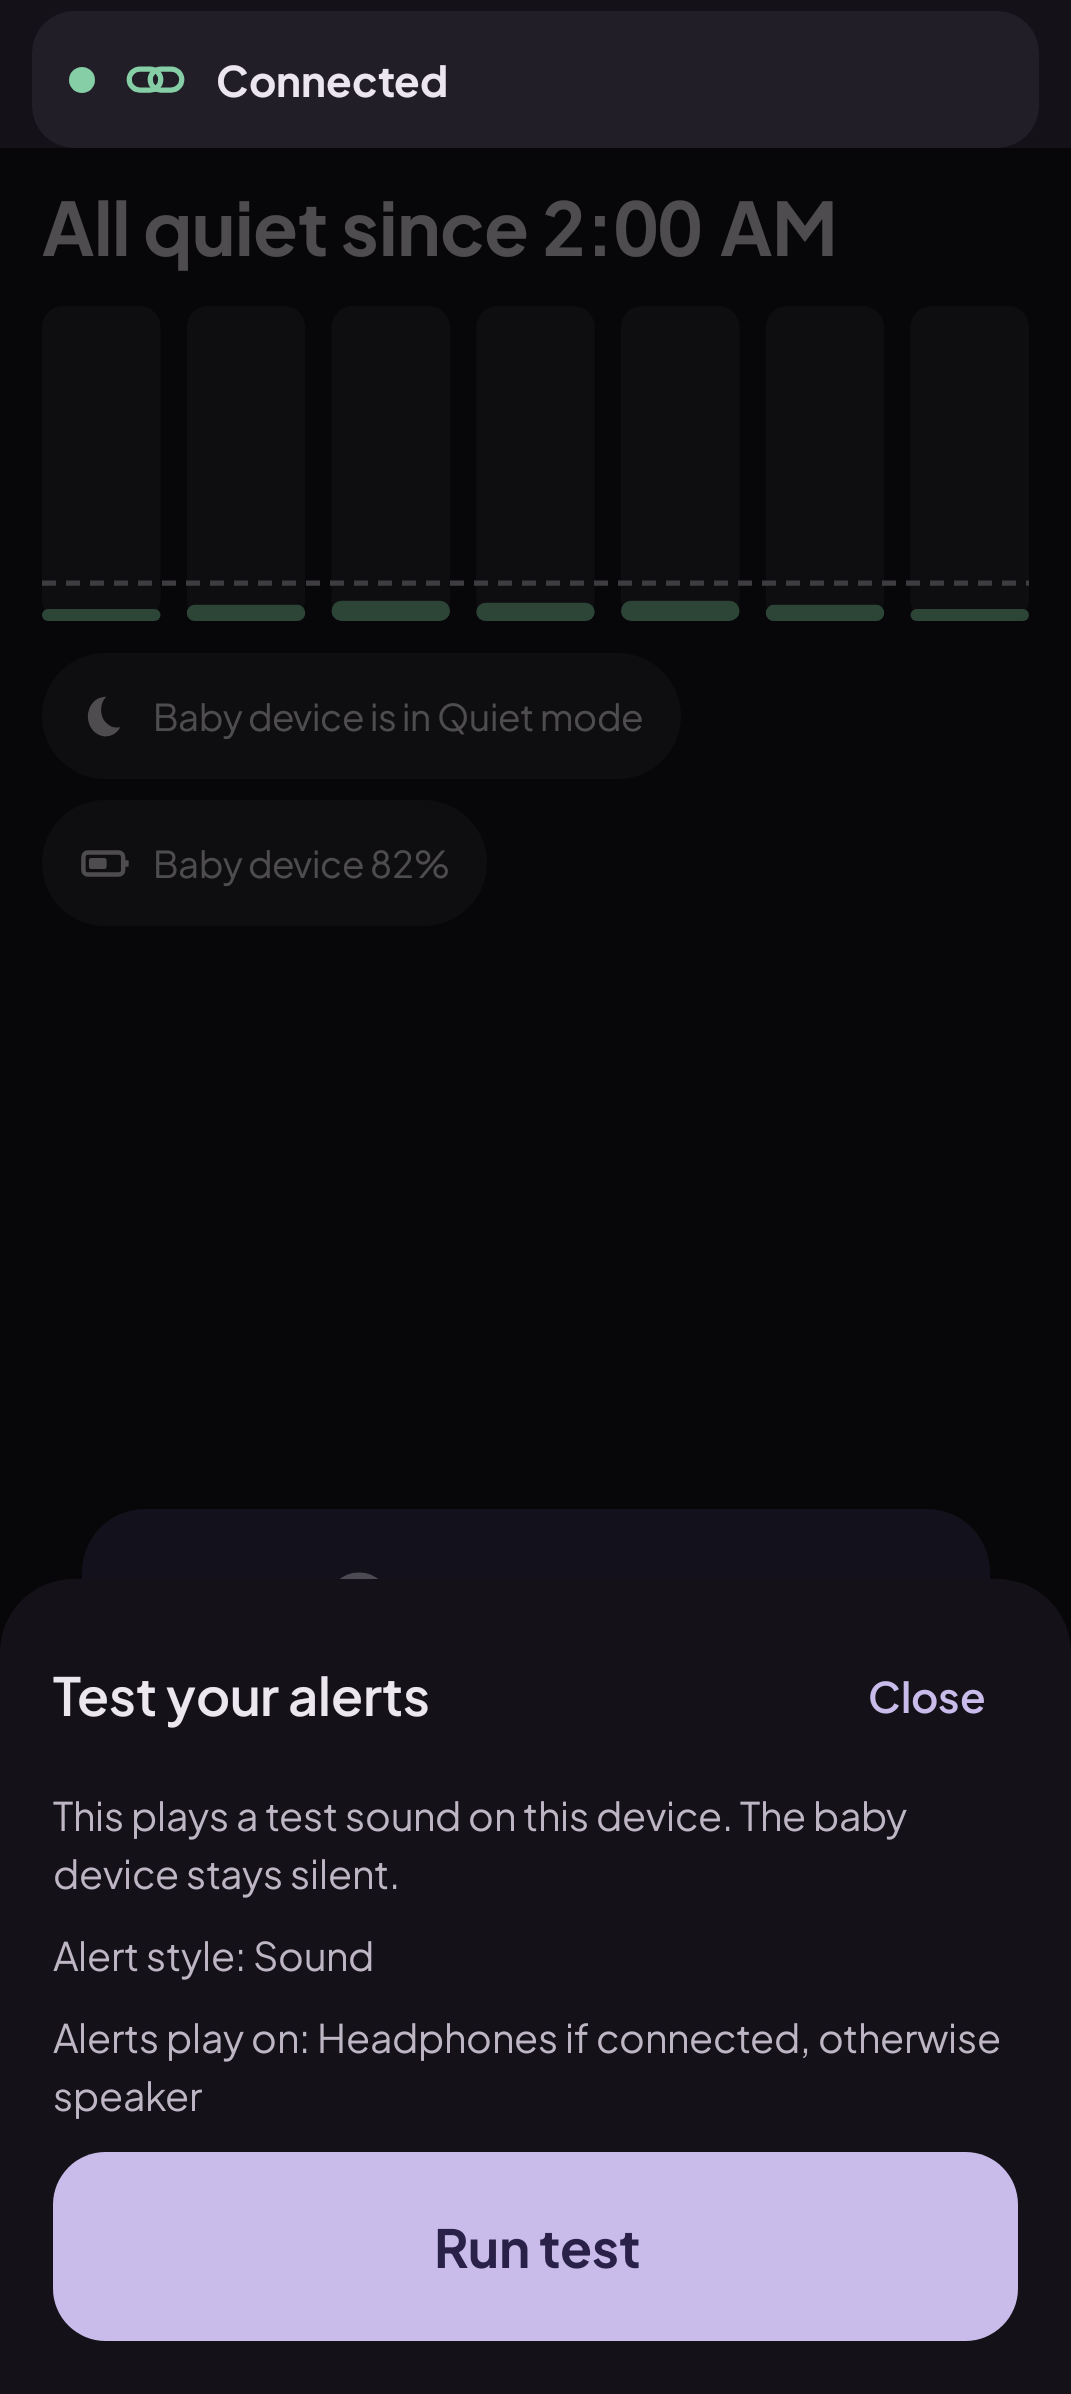 Connected
All quiet since 2:00 AM
Baby device is in Quiet mode
Baby device 82%
Test your alerts
Close
This plays a test sound on this device. The baby
device stays silent.
Alert style: Sound
Alerts play on: Headphones if connected, otherwise
speaker
Run test